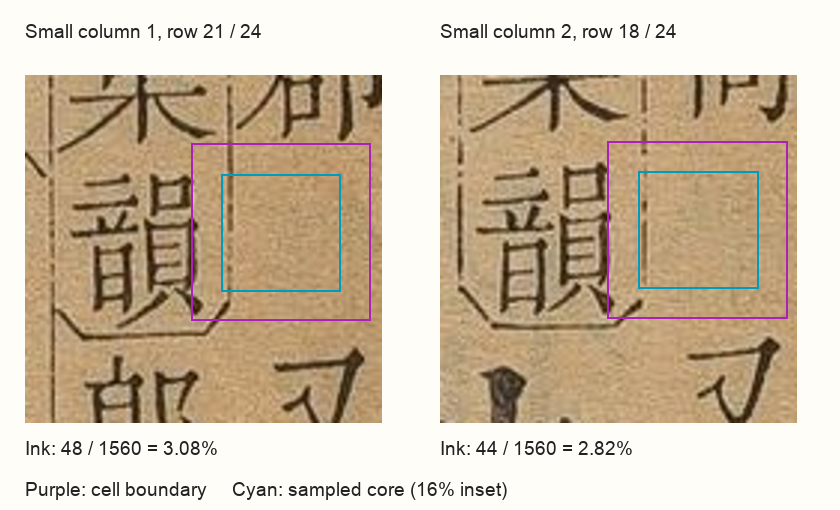 Small column 1, row 21 / 24
Small column 2, row 18 / 24
韻
韻
Ink: 48 / 1560 = 3.08%
Ink: 44 / 1560 = 2.82%
Purple: cell boundary
Cyan: sampled core (16% inset)